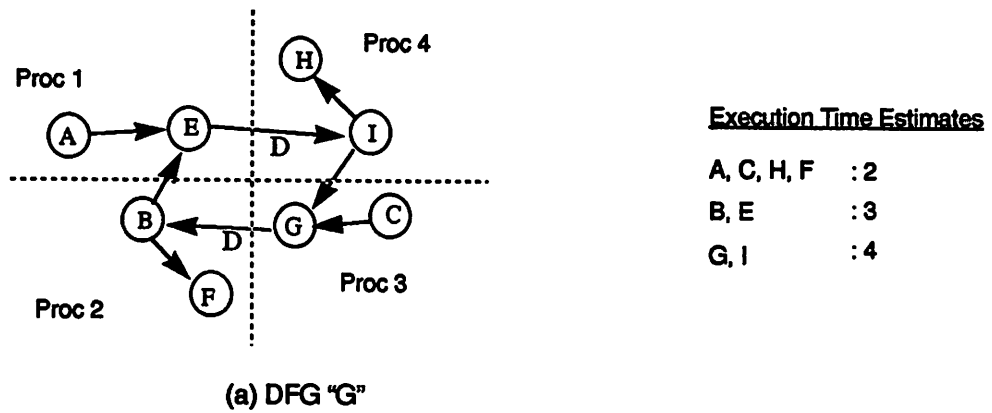 Proc 1
Proc 4
H
A
E
D
I
B
D
G
C
F
Proc 2
Proc 3
Execution Time Estimates
A, C, H, F : 2
B, E : 3
G, I : 4
(a) DFG "G"